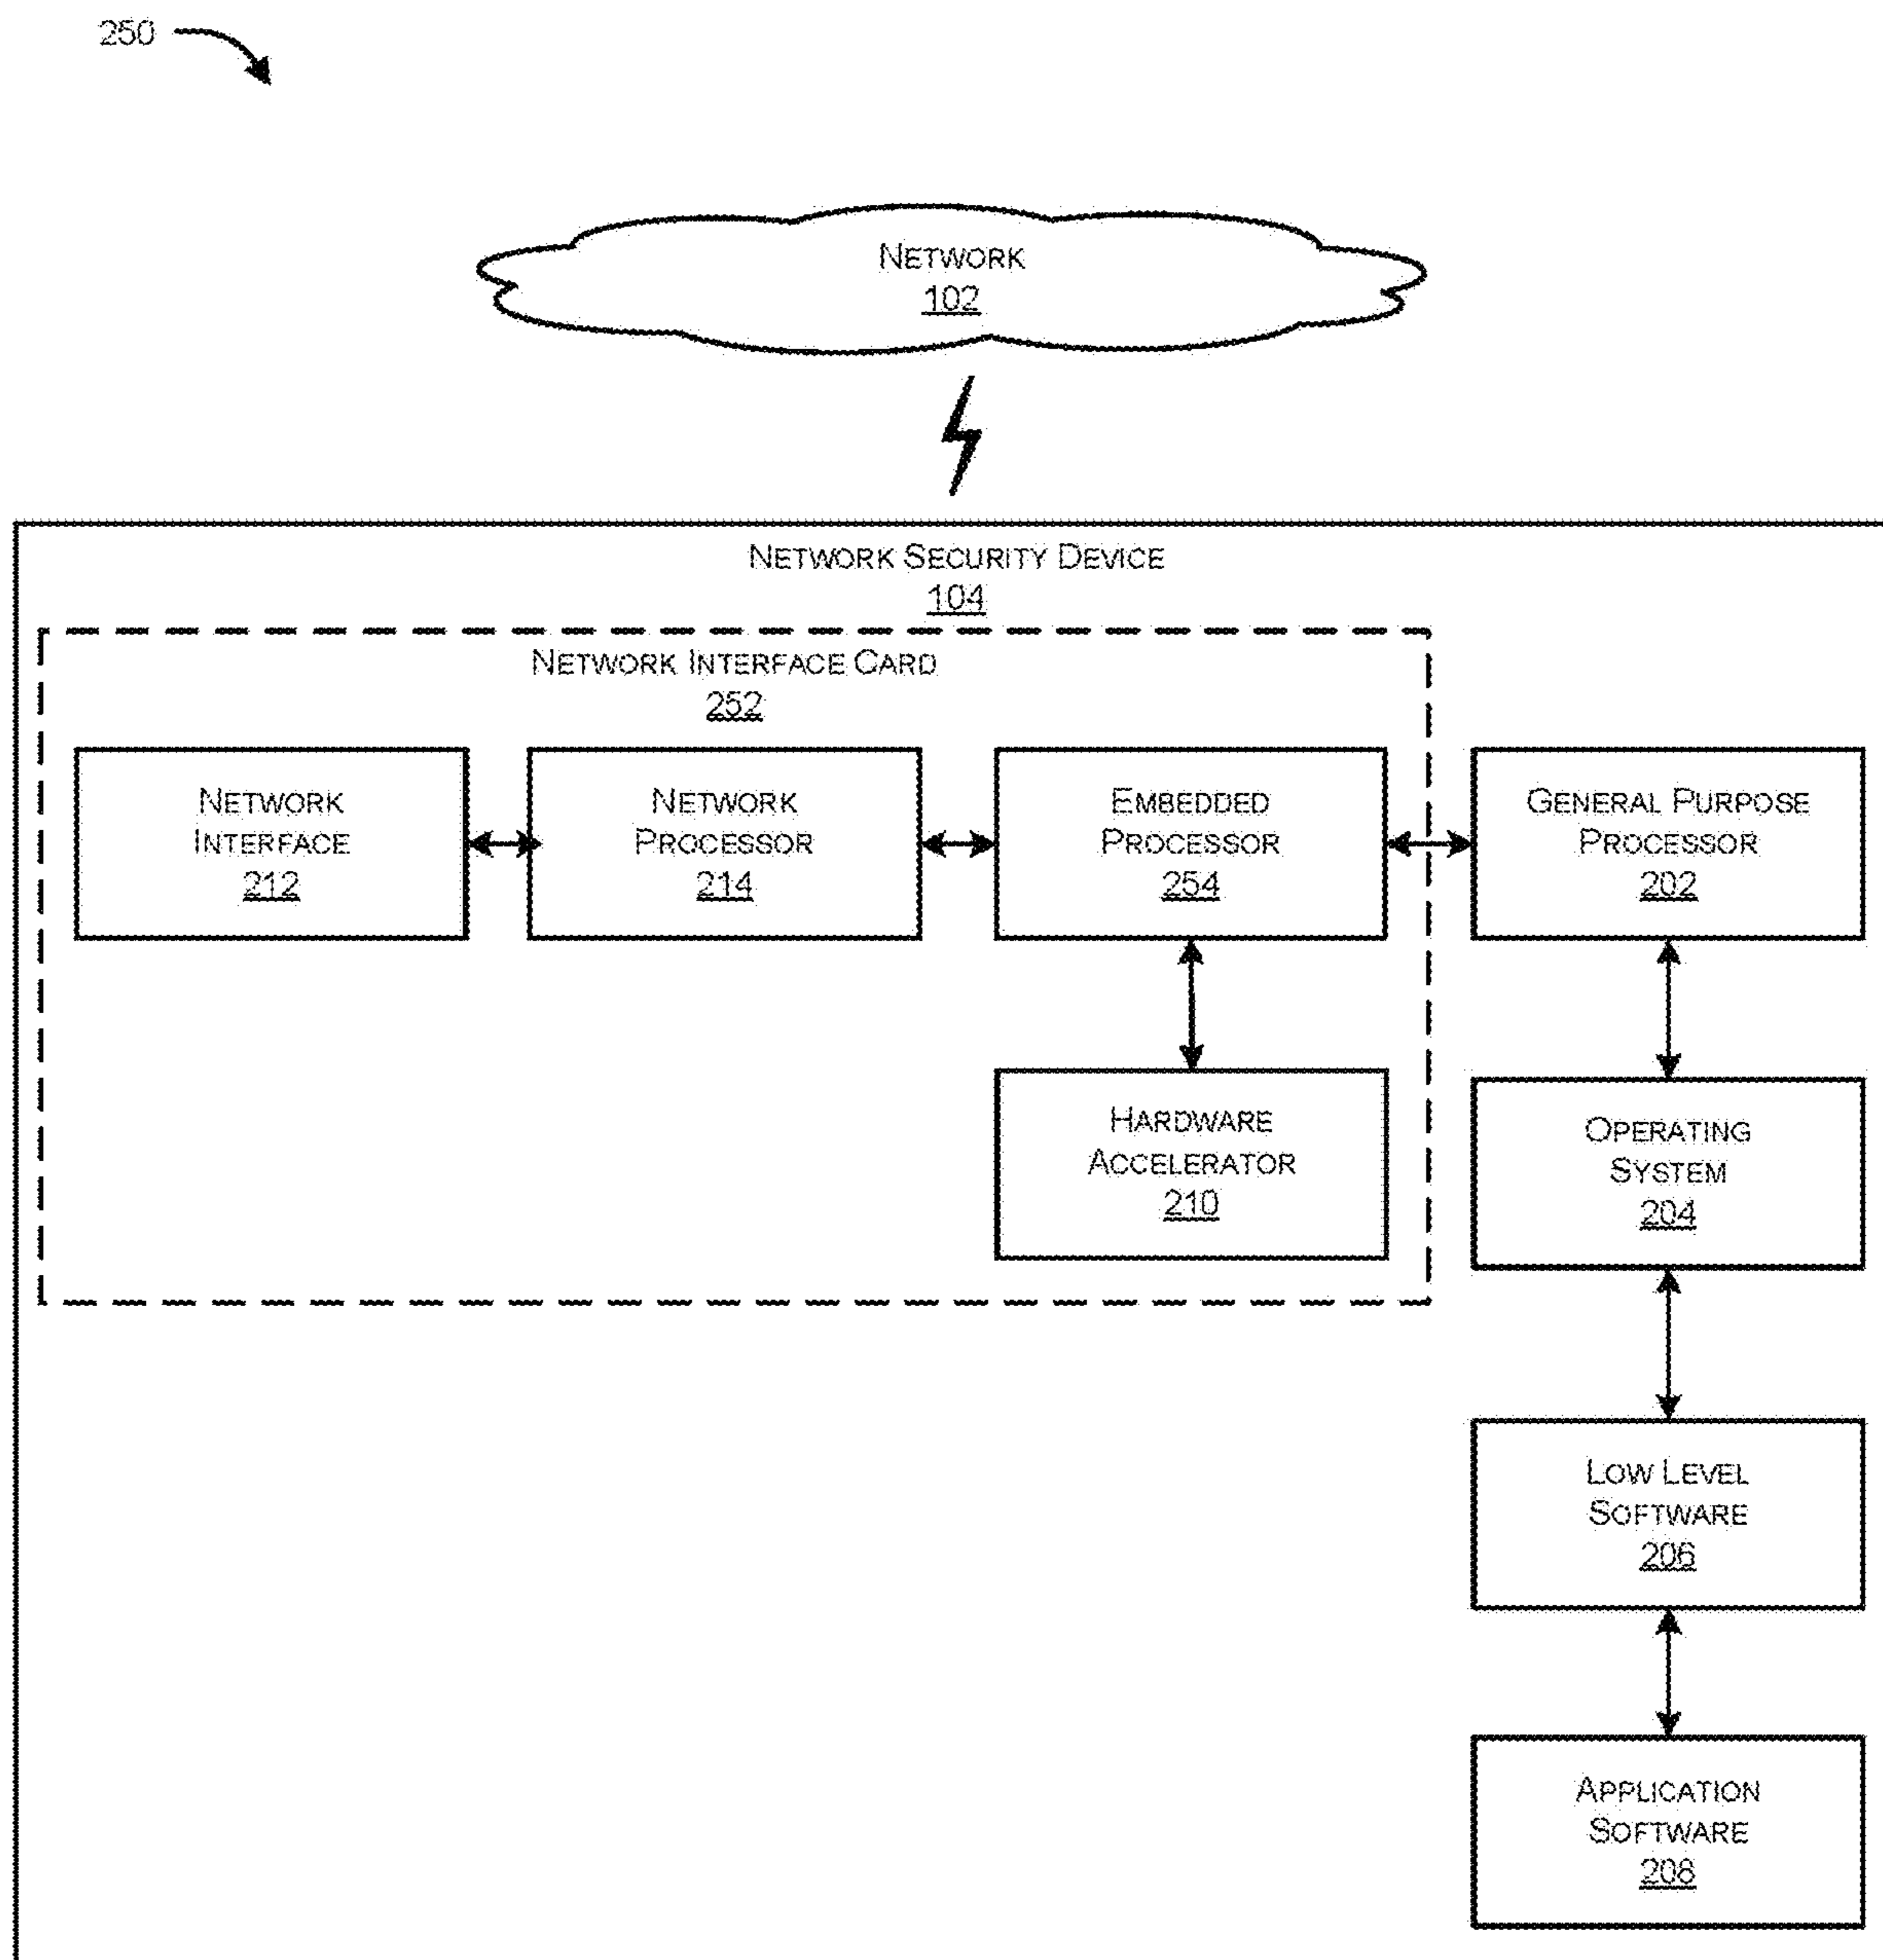 250
NETWORK
102
NETWORK SECURITY DEVICE
104
NETWORK INTERFACE CARD
252
NETWORK
INTERFACE
212
NETWORK
PROCESSOR
214
EMBEDDED
PROCESSOR
254
GENERAL PURPOSE
PROCESSOR
202
HARDWARE
ACCELERATOR
210
OPERATING
SYSTEM
204
LOW LEVEL
SOFTWARE
206
APPLICATION
SOFTWARE
208